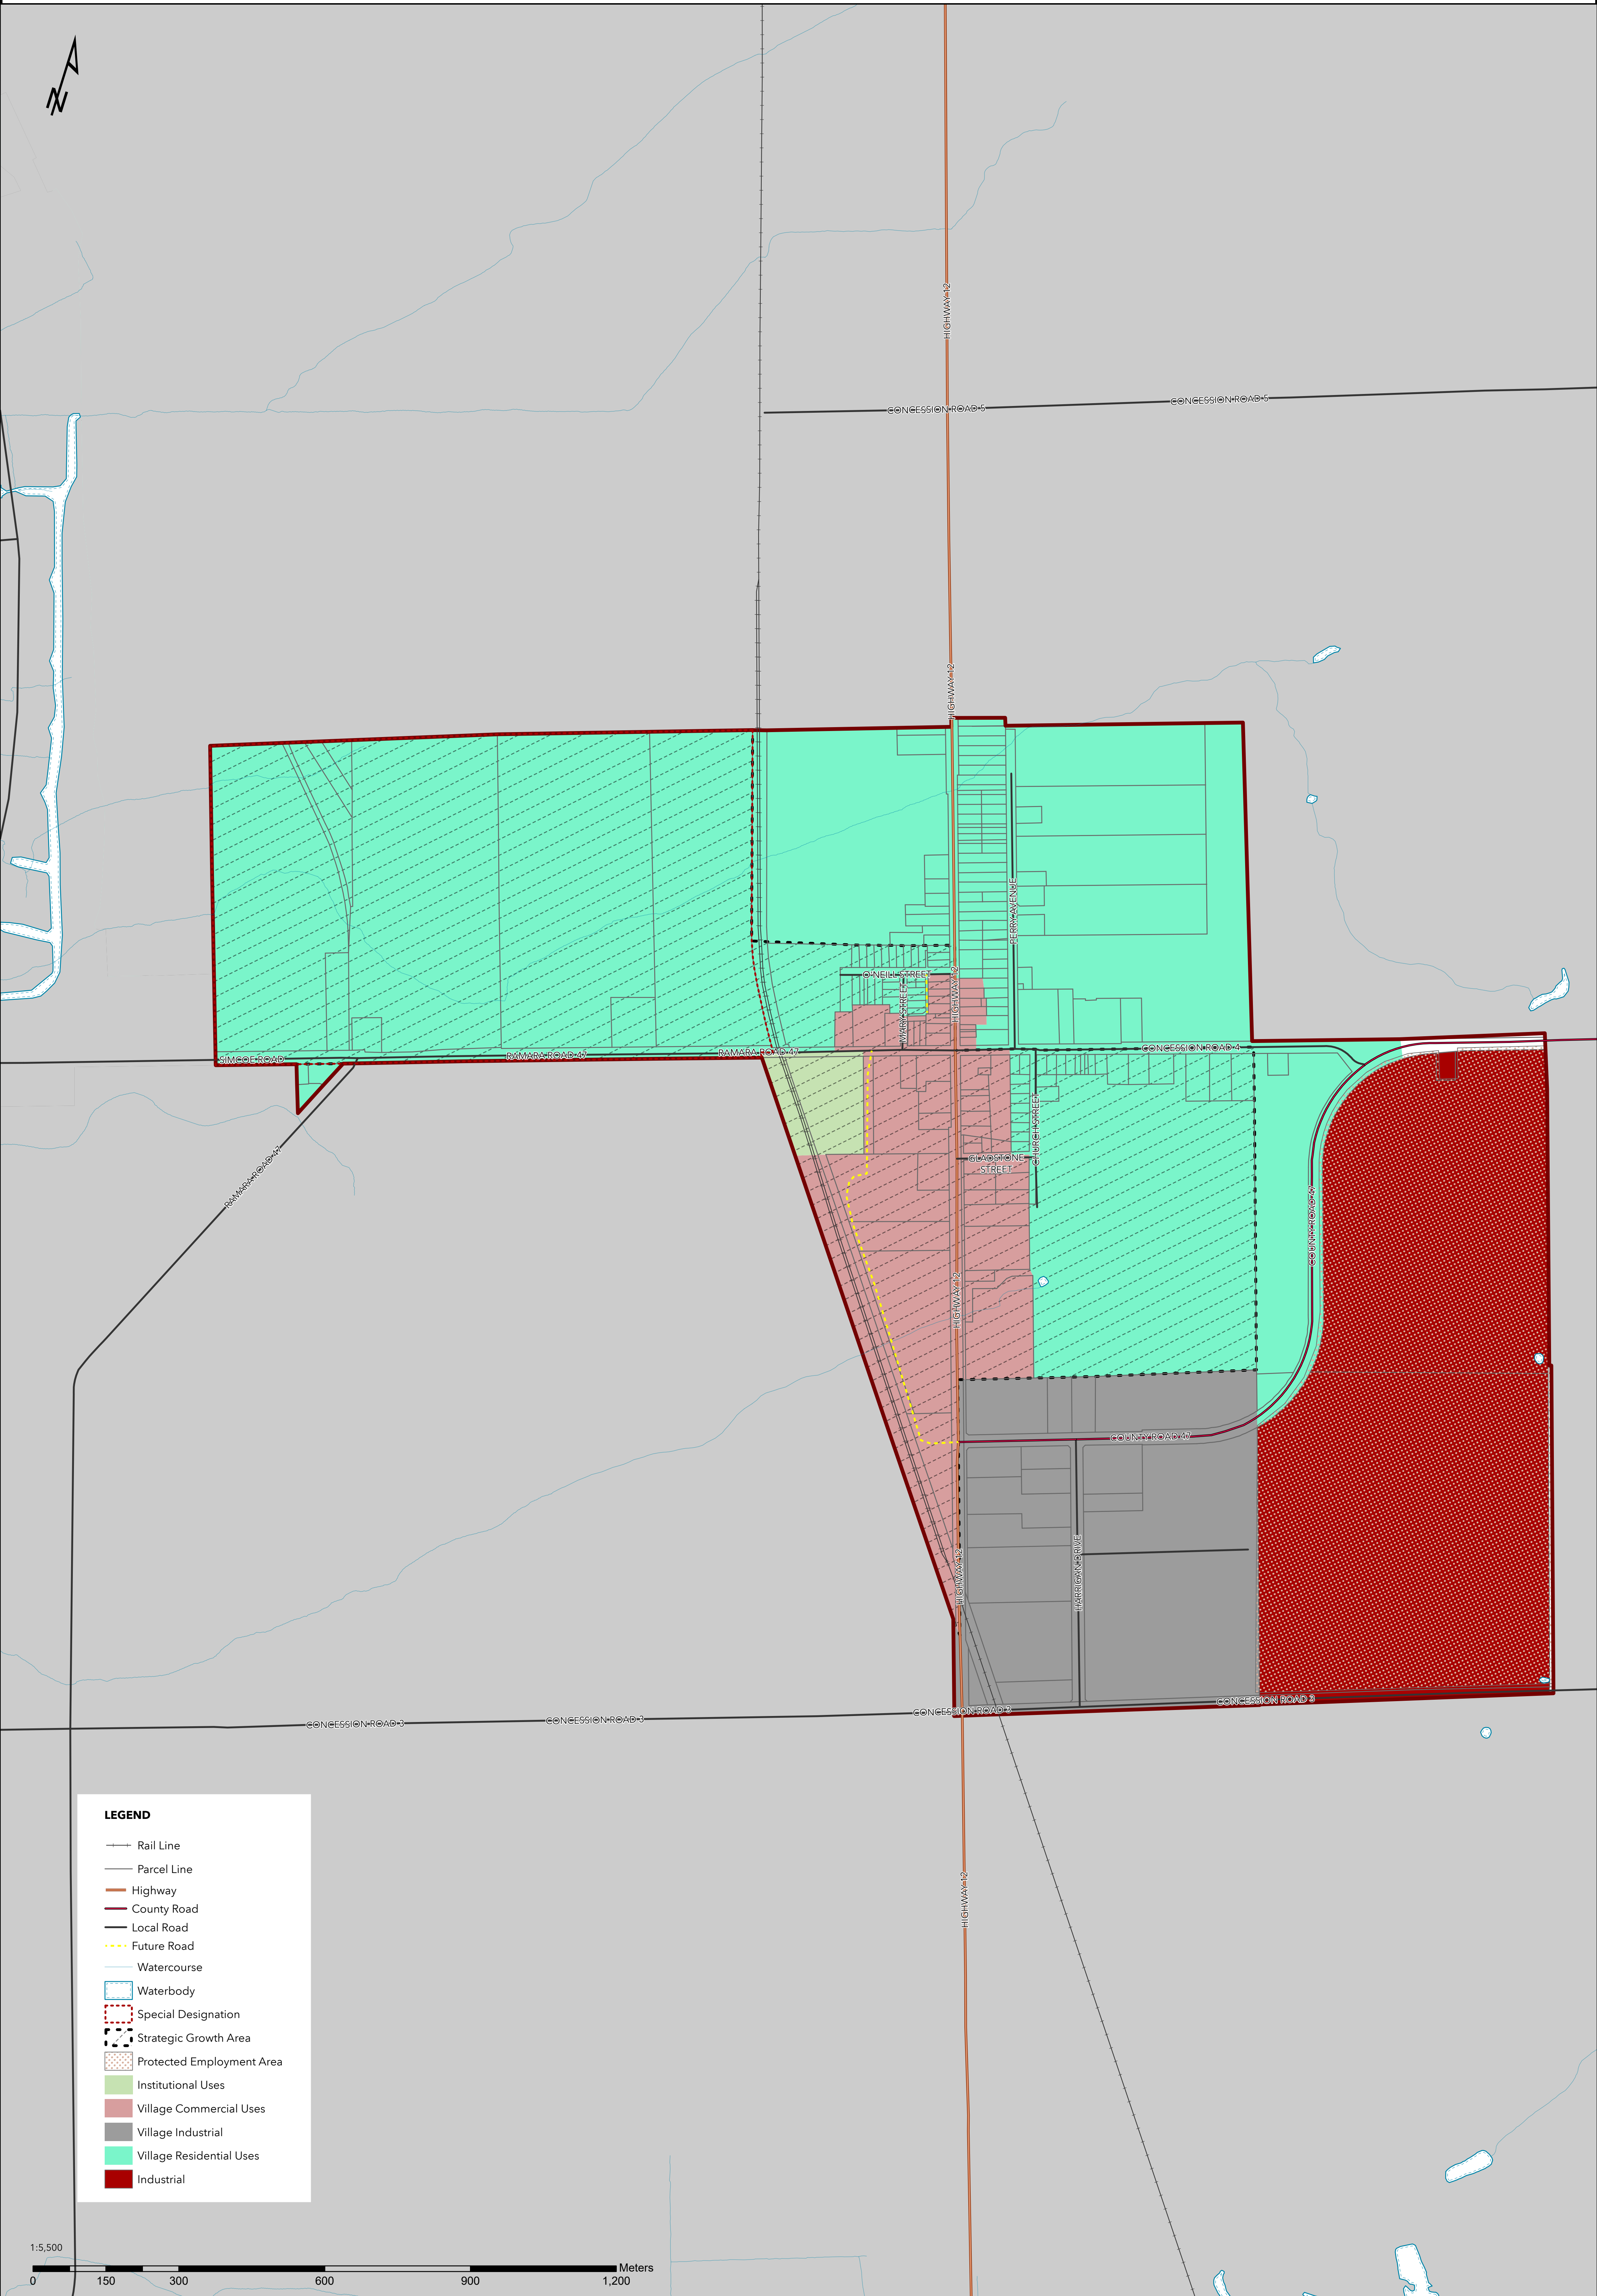 N
HIGHWAY 12
CONCESSION ROAD 5
CONCESSION ROAD 5
HIGHWAY 12
PERRY AVENUE
O'NEILL STREET
HIGHWAY 12
MARY STREET
SIMCOE ROAD
RAMARA ROAD 47
RAMARA ROAD 47
CONCESSION ROAD 4
CHURCH STREET
GLADSTONE
STREET
RAMARA ROAD 47
COUNTY ROAD 47
HIGHWAY 12
COUNTY ROAD 47
HIGHWAY 12
HARRIGAN DRIVE
CONCESSION ROAD 3
CONCESSION ROAD 3
CONCESSION ROAD 3
CONCESSION ROAD 3
HIGHWAY 12
LEGEND
Rail Line
Parcel Line
Highway
County Road
Local Road
Future Road
Watercourse
Waterbody
Special Designation
Strategic Growth Area
Protected Employment Area
Institutional Uses
Village Commercial Uses
Village Industrial
Village Residential Uses
Industrial
1:5,500
Meters
0 150 300 600 900 1,200